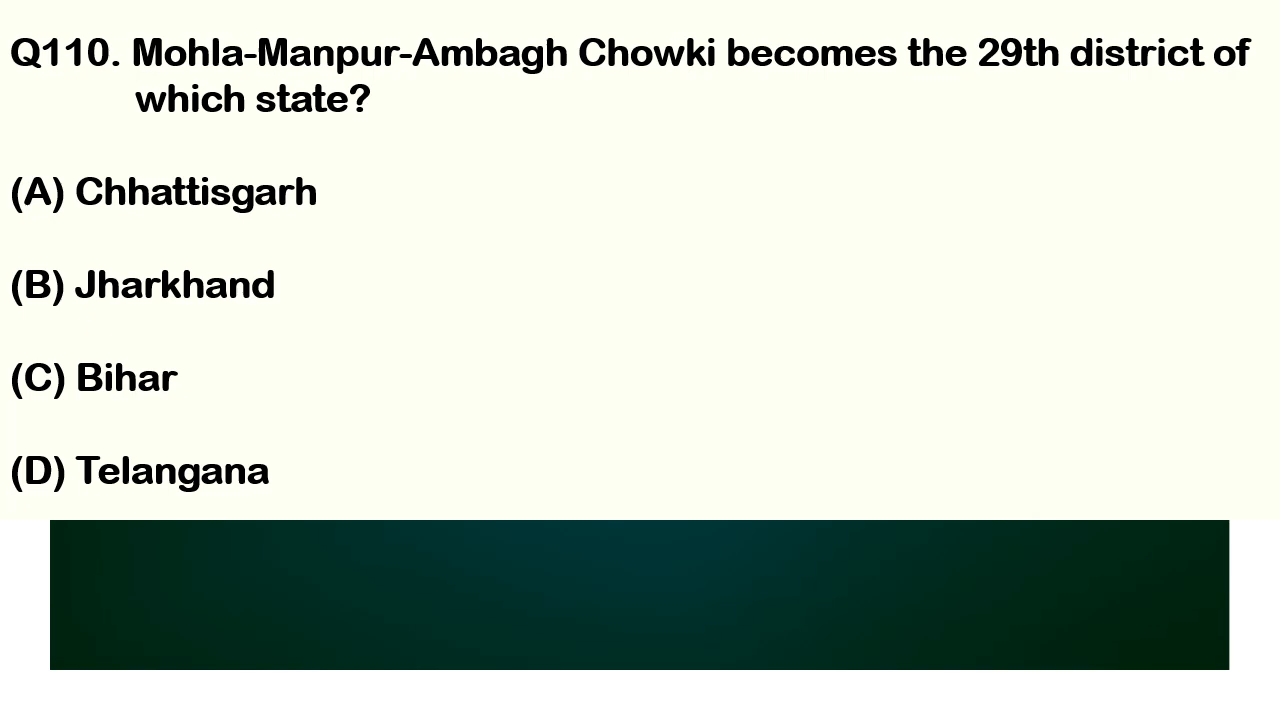 Q110. Mohla-Manpur-Ambagh Chowki becomes the 29th district of
which state?
(A) Chhattisgarh
(B) Jharkhand
(C) Bihar
(D) Telangana